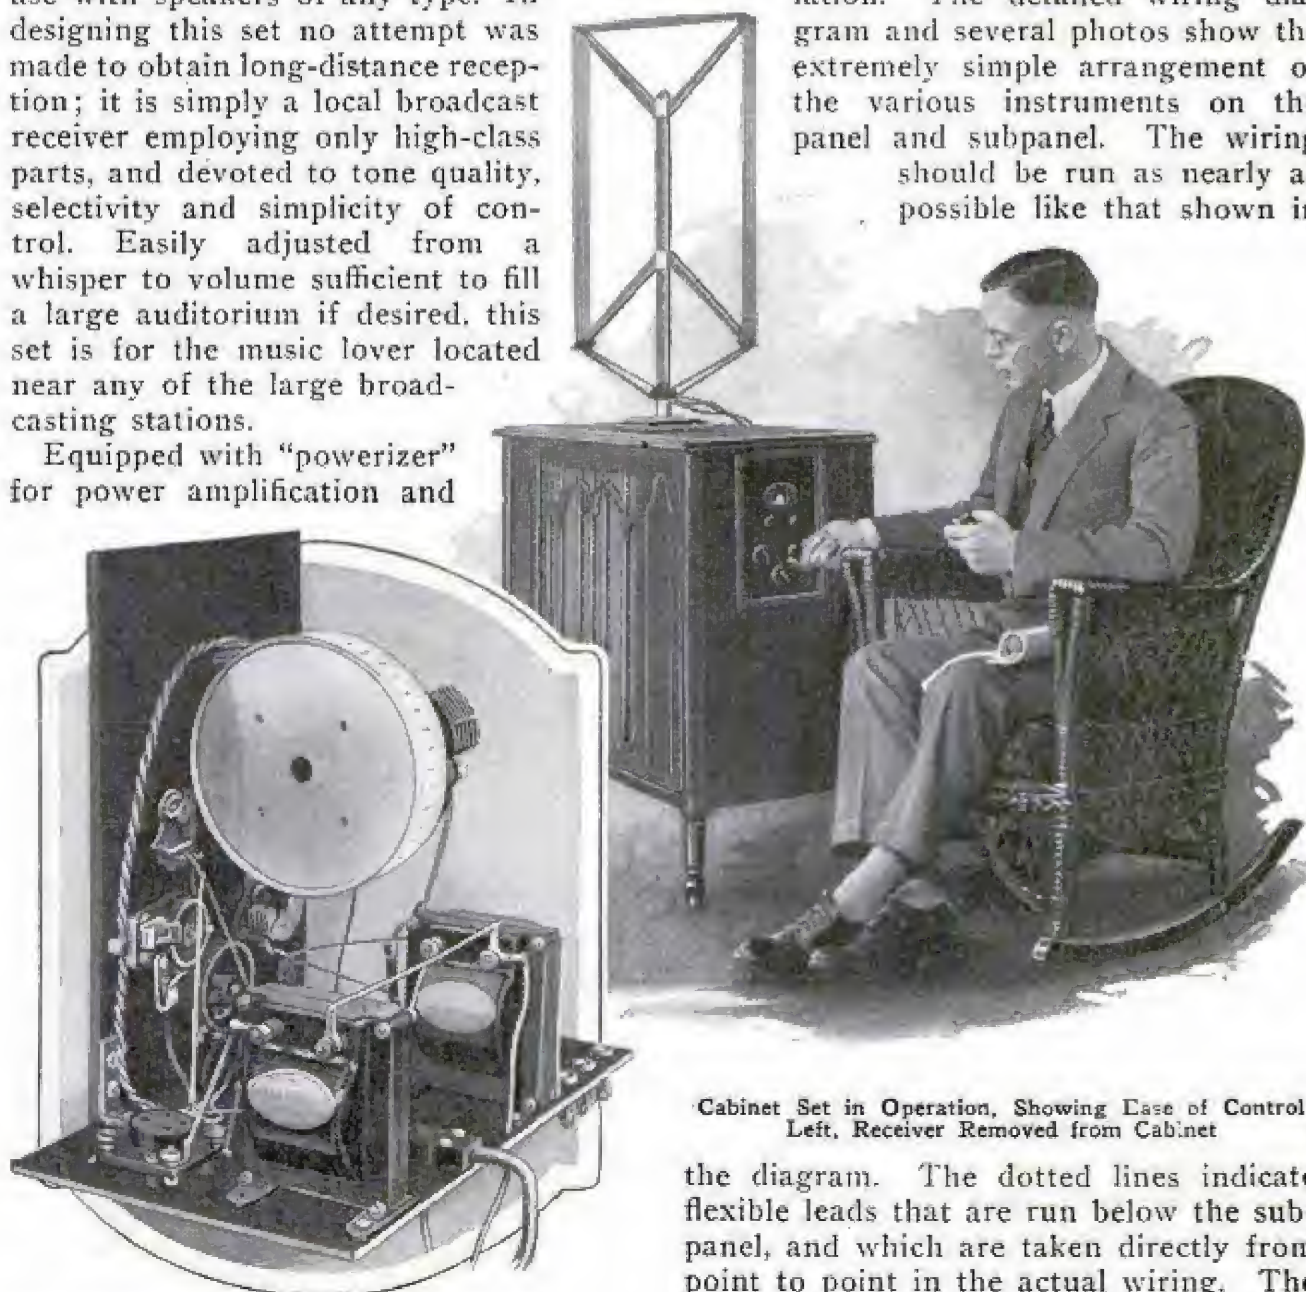 use with speakers of any type. In
designing this set no attempt was
made to obtain long-distance recep-
tion; it is simply a local broadcast
receiver employing only high-class
parts, and devoted to tone quality,
selectivity and simplicity of con-
trol. Easily adjusted from a
whisper to volume sufficient to fill
a large auditorium if desired, this
set is for the music lover located
near any of the large broad-
casting stations.
Equipped with “powerizer”
for power amplification and
lation. The detailed wiring dia-
gram and several photos show th
extremely simple arrangement o
the various instruments on th
panel and subpanel. The wiring
should be run as nearly a
possible like that shown in
Cabinet Set in Operation, Showing Ease of Control
Left, Receiver Removed from Cabinet
the diagram. The dotted lines indicate
flexible leads that are run below the sub-
panel, and which are taken directly from
point to point in the actual wiring. The